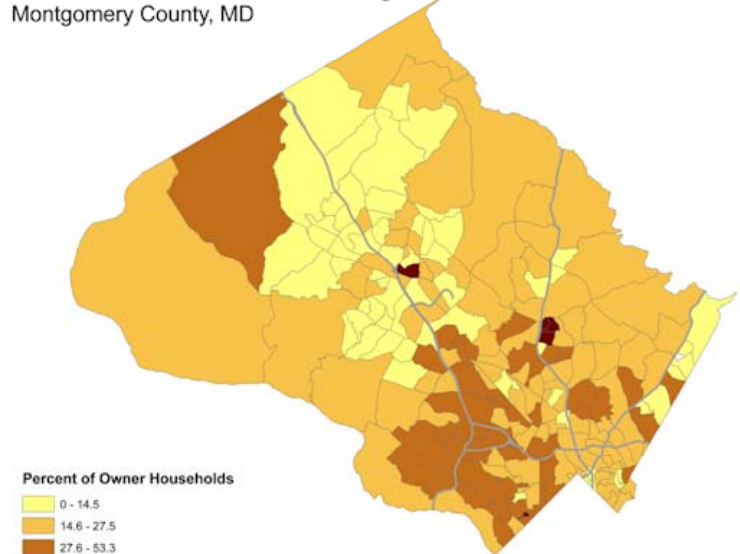 Montgomery County, MD
Percent of Owner Households
0 - 14.5
14.6 - 27.5
27.6 - 53.3